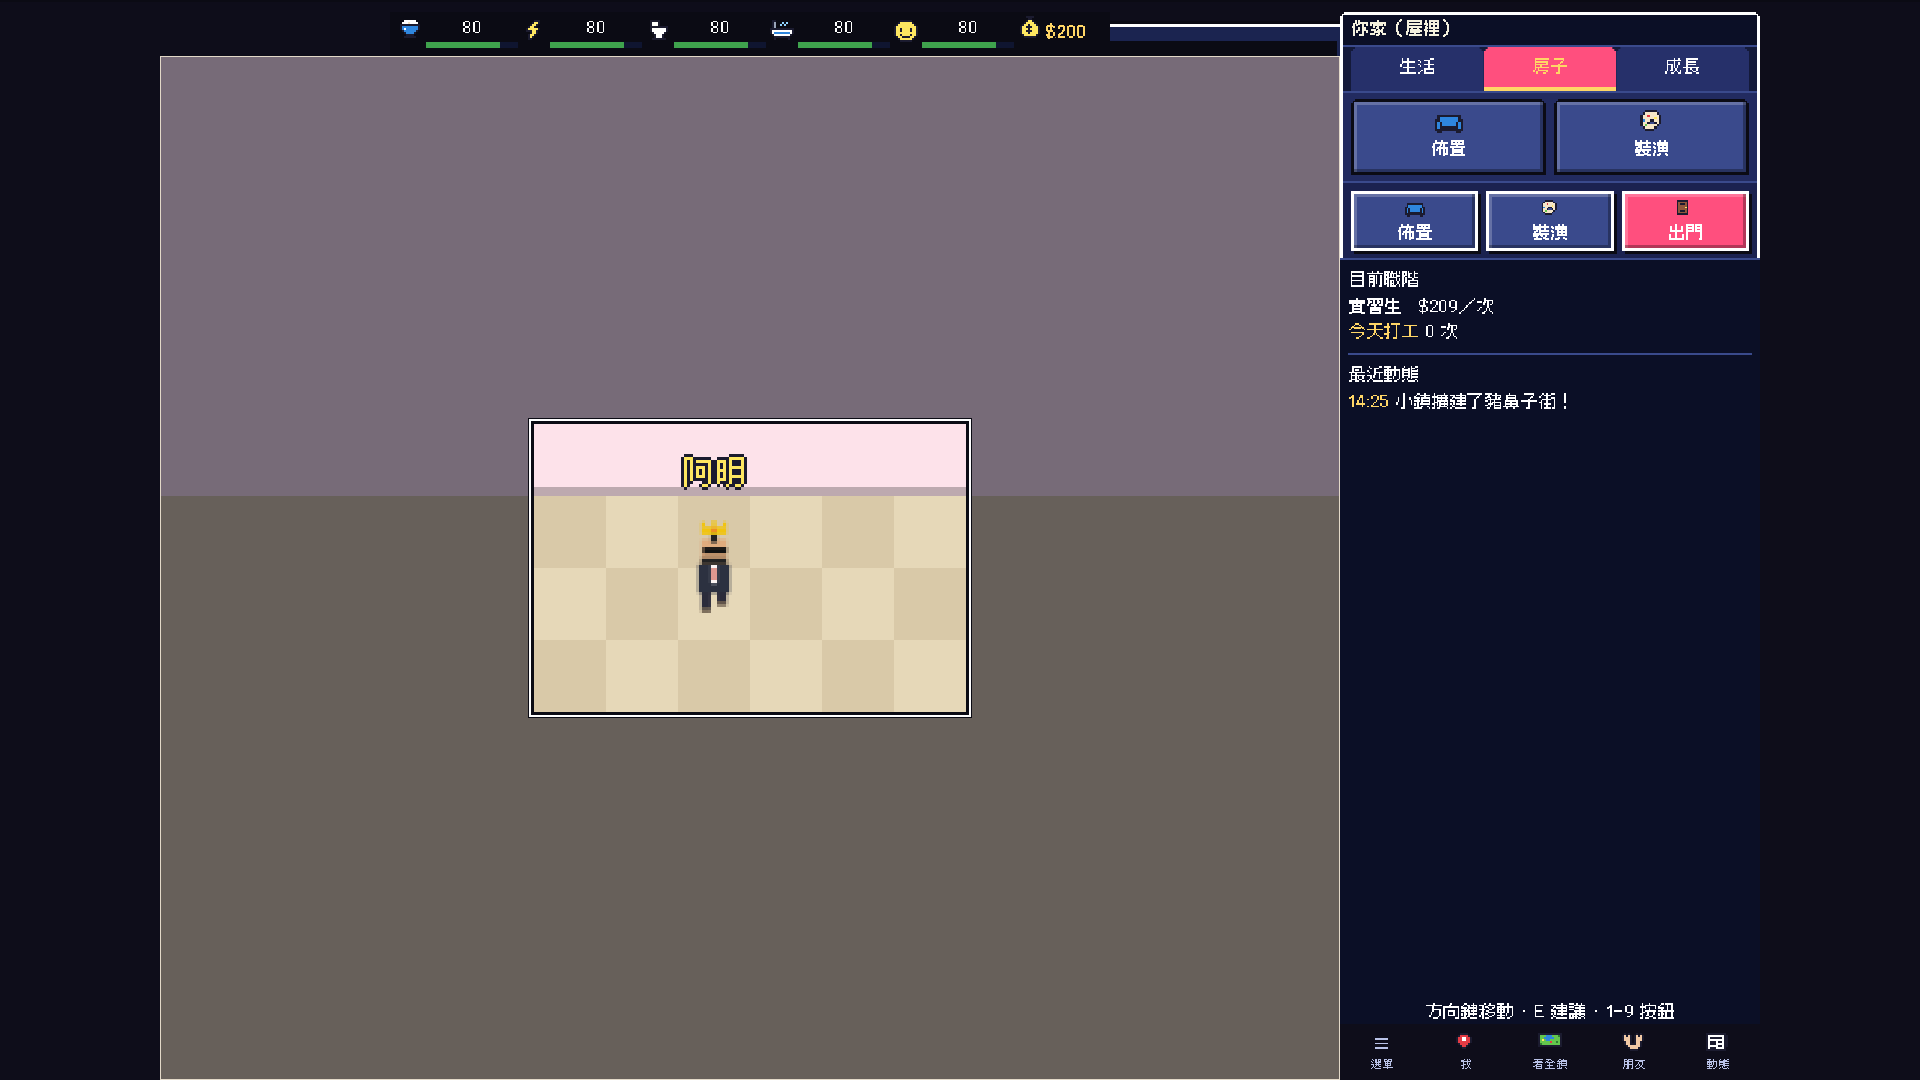 80
80
80
80
80
$200
你家（屋裡）
生活
房子
成長
佈置
裝潢
佈置
裝潢
出門
目前職階
實習生 $209／次
今天打工 0 次
最近動態
14:25 小鎮擴建了豬鼻子街！
阿明
方向鍵移動 · E 建議 · 1-9 按鈕
選單
我
看全鎮
朋友
動態